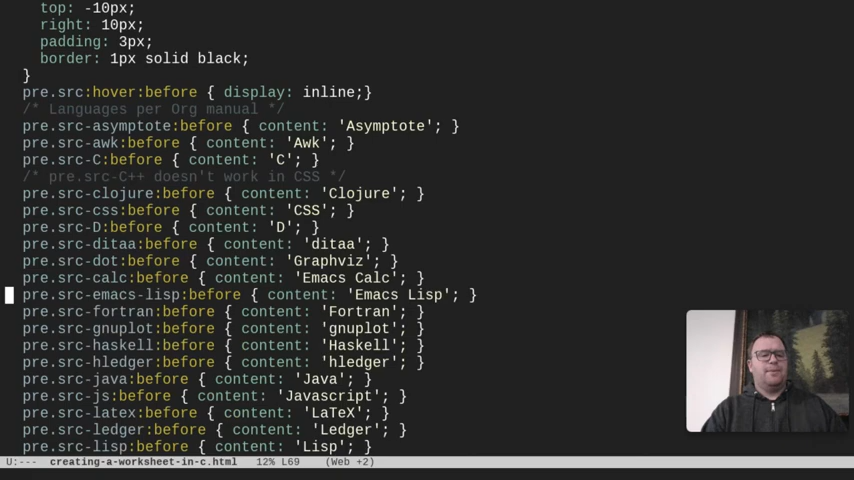 top: -10px;
right: 10px;
padding: 3px;
border: 1px solid black;
}
pre.src:hover:before { display: inline;}
/* Languages per Org manual */
pre.src-asymptote:before { content: 'Asymptote'; }
pre.src-awk:before { content: 'Awk'; }
pre.src-C:before { content: 'C'; }
/* pre.src-C++ doesn't work in CSS */
pre.src-clojure:before { content: 'Clojure'; }
pre.src-css:before { content: 'CSS'; }
pre.src-D:before { content: 'D'; }
pre.src-ditaa:before { content: 'ditaa'; }
pre.src-dot:before { content: 'Graphviz'; }
pre.src-calc:before { content: 'Emacs Calc'; }
pre.src-emacs-lisp:before { content: 'Emacs Lisp'; }
pre.src-fortran:before { content: 'Fortran'; }
pre.src-gnuplot:before { content: 'gnuplot'; }
pre.src-haskell:before { content: 'Haskell'; }
pre.src-hledger:before { content: 'hledger'; }
pre.src-java:before { content: 'Java'; }
pre.src-js:before { content: 'Javascript'; }
pre.src-latex:before { content: 'LaTeX'; }
pre.src-ledger:before { content: 'Ledger'; }
pre.src-lisp:before { content: 'Lisp'; }
U:--- creating-a-worksheet-in-c.html 12% L69 (Web +2)